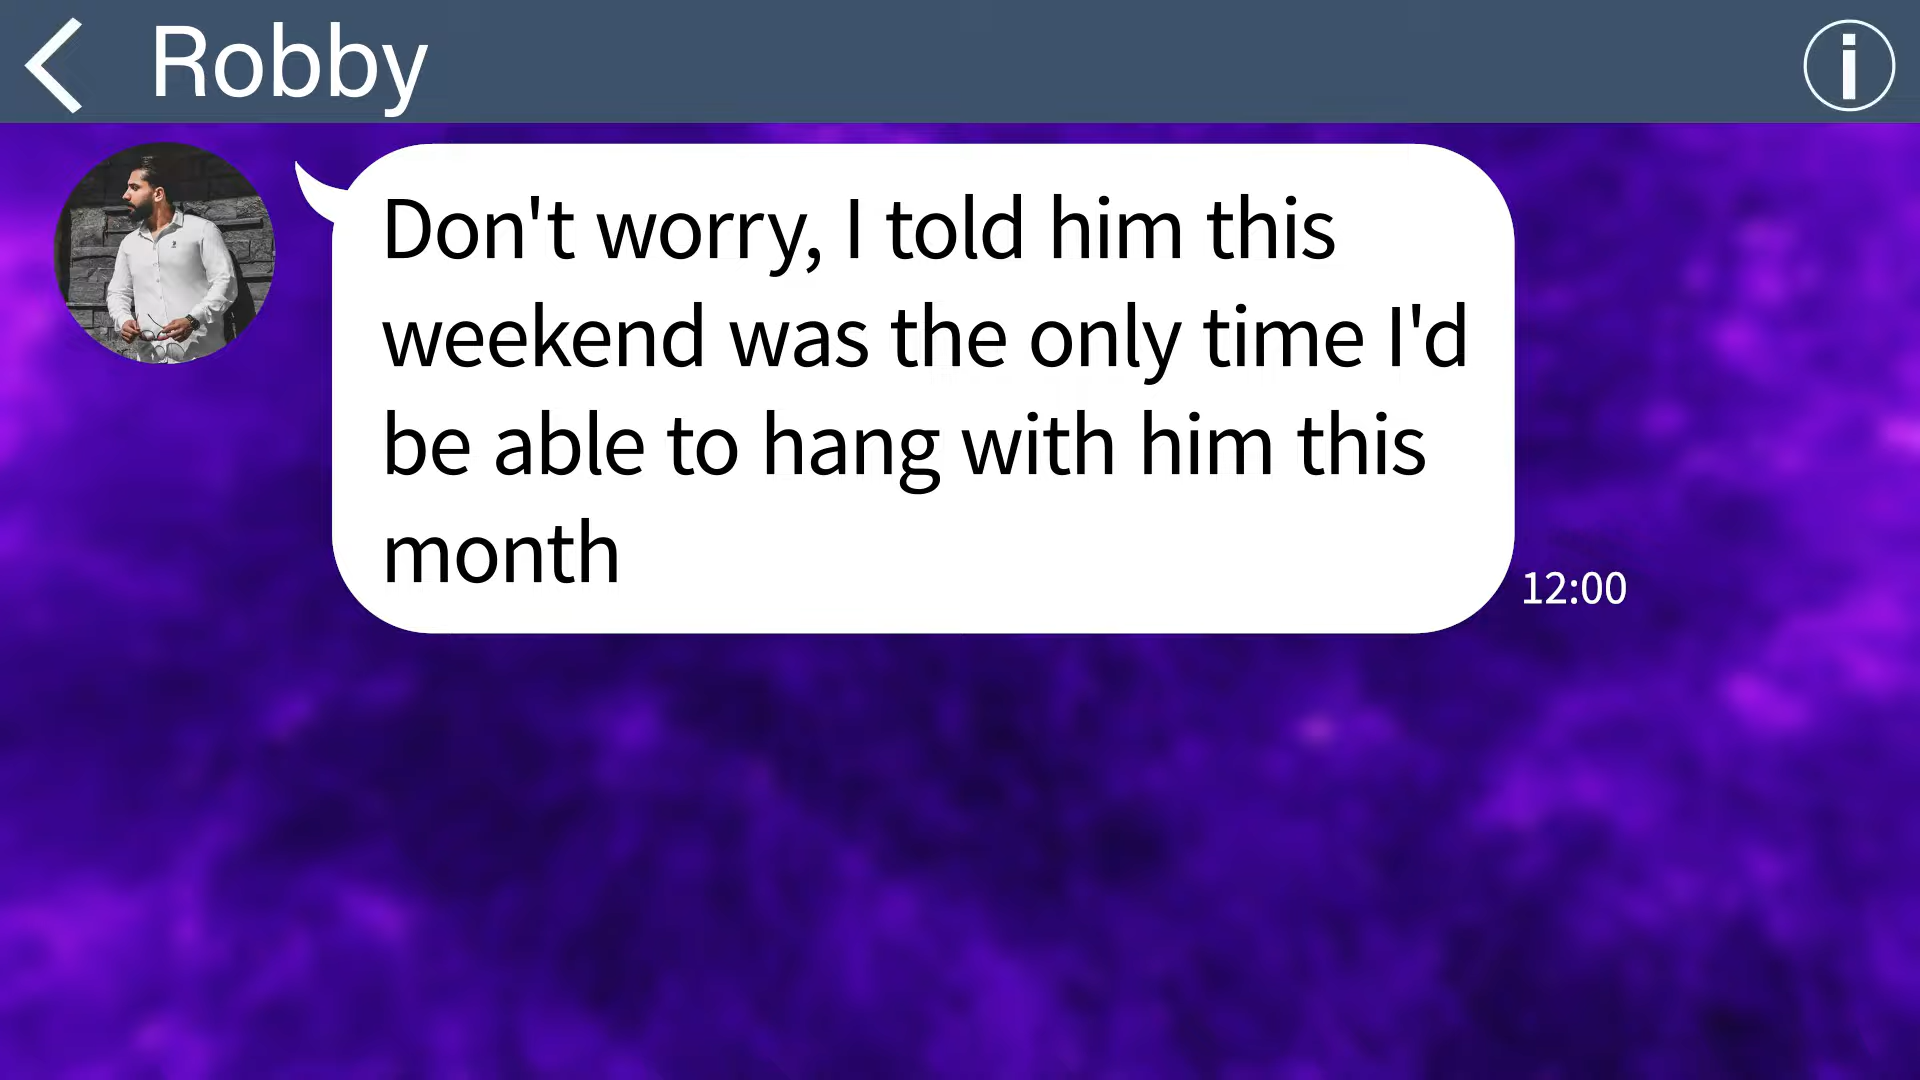 Robby
i
Don't worry, I told him this
weekend was the only time I'd
be able to hang with him this
month
12:00